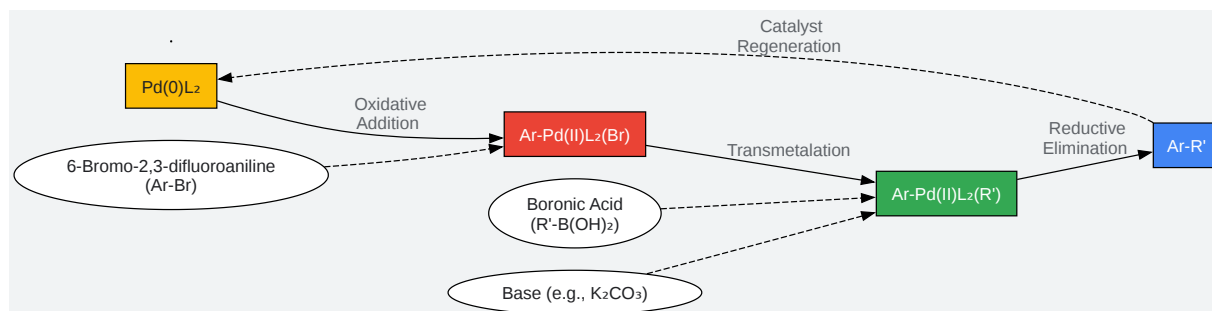 Catalyst
Regeneration
.
Pd(0)L₂
Oxidative
Addition
Ar-Pd(II)L₂(Br)
6-Bromo-2,3-difluoroaniline
(Ar-Br)
Transmetalation
Reductive
Elimination
Ar-R'
Boronic Acid
(R'-B(OH)₂)
Ar-Pd(II)L₂(R')
Base (e.g., K₂CO₃)